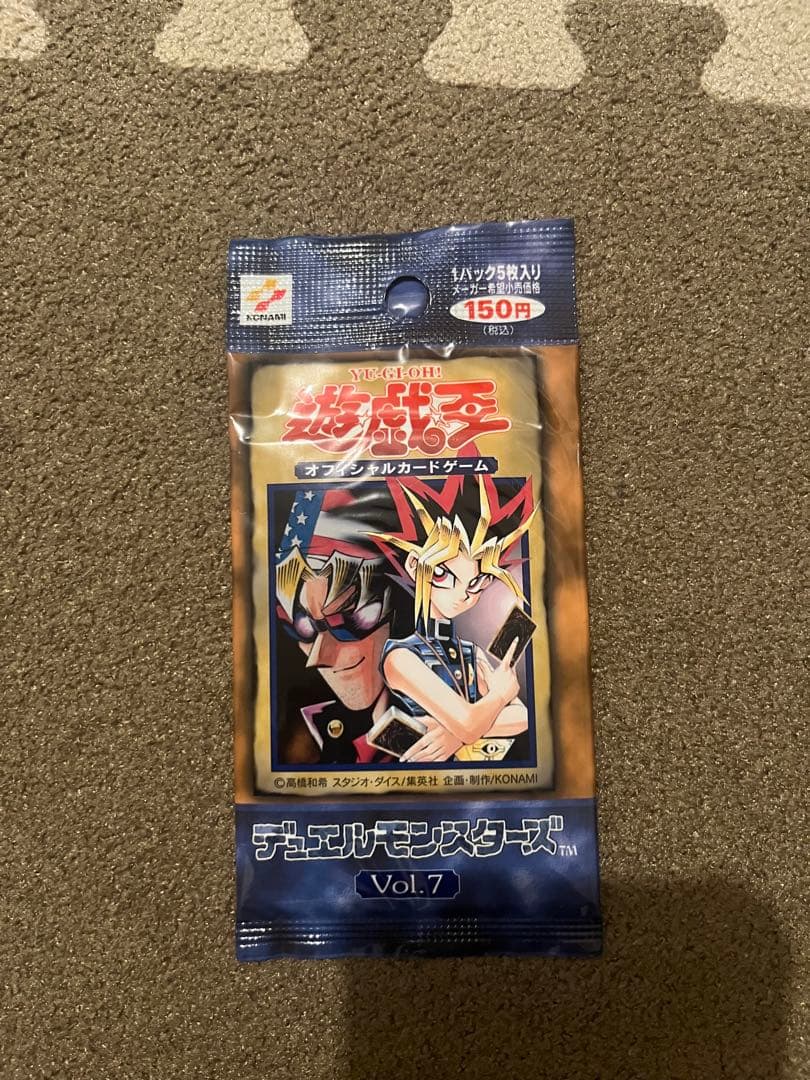 KONAMI
1パック5枚入り
メーカー希望小売価格
150円
(税込)
YU-GI-OH!
遊☆戯☆王
オフィシャルカードゲーム
©高橋和希 スタジオ・ダイス/集英社 企画・制作/KONAMI
デュエルモンスターズ™
Vol.7